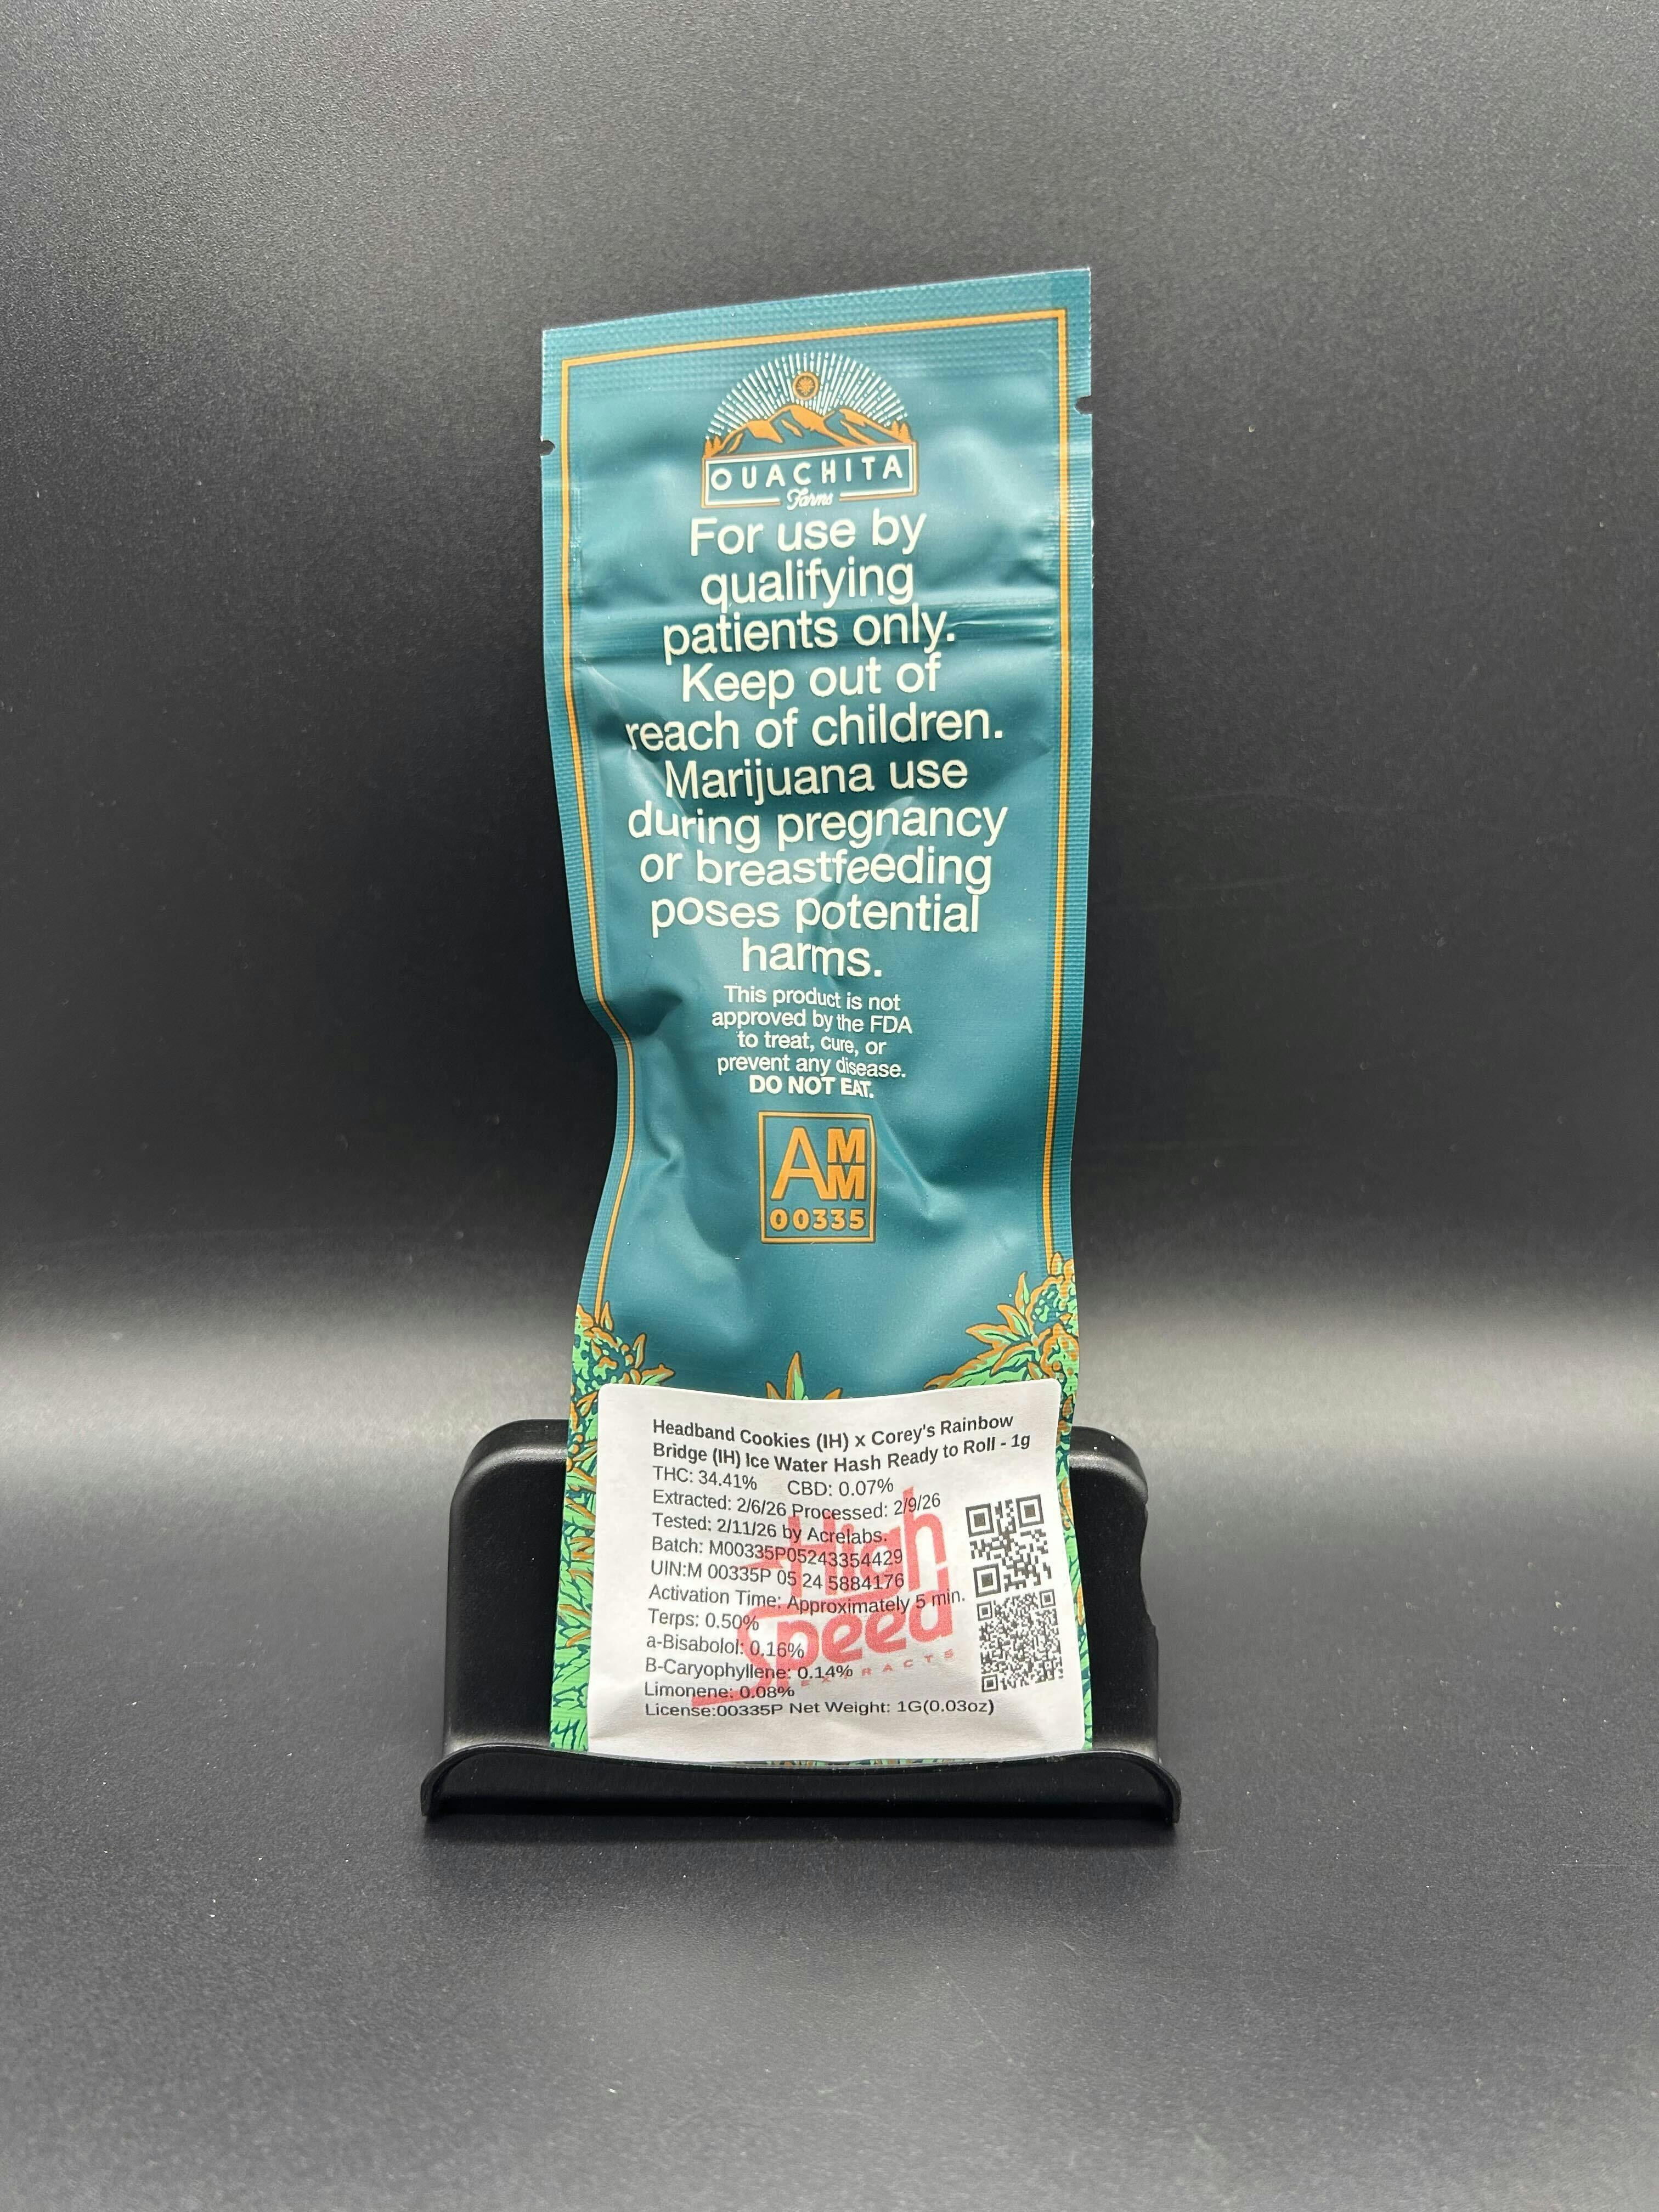 OUACHITA
Farms
For use by
qualifying
patients only.
Keep out of
reach of children.
Marijuana use
during pregnancy
or breastfeeding
poses potential
harms.
This product is not
approved by the FDA
to treat, cure, or
prevent any disease.
DO NOT EAT.
AMM
00335
Headband Cookies (IH) x Corey's Rainbow
Bridge (IH) Ice Water Hash Ready to Roll - 1g
THC: 34.41% CBD: 0.07%
Extracted: 2/6/26 Processed: 2/9/26
Tested: 2/11/26 by Acrelabs.
Batch: M00335P05243354429
UIN:M 00335P 05 24 5884176
Activation Time: Approximately 5 min.
Terps: 0.50%
a-Bisabolol: 0.16%
B-Caryophyllene: 0.14%
Limonene: 0.08%
License:00335P Net Weight: 1G(0.03oz)
High
Speed
EXTRACTS